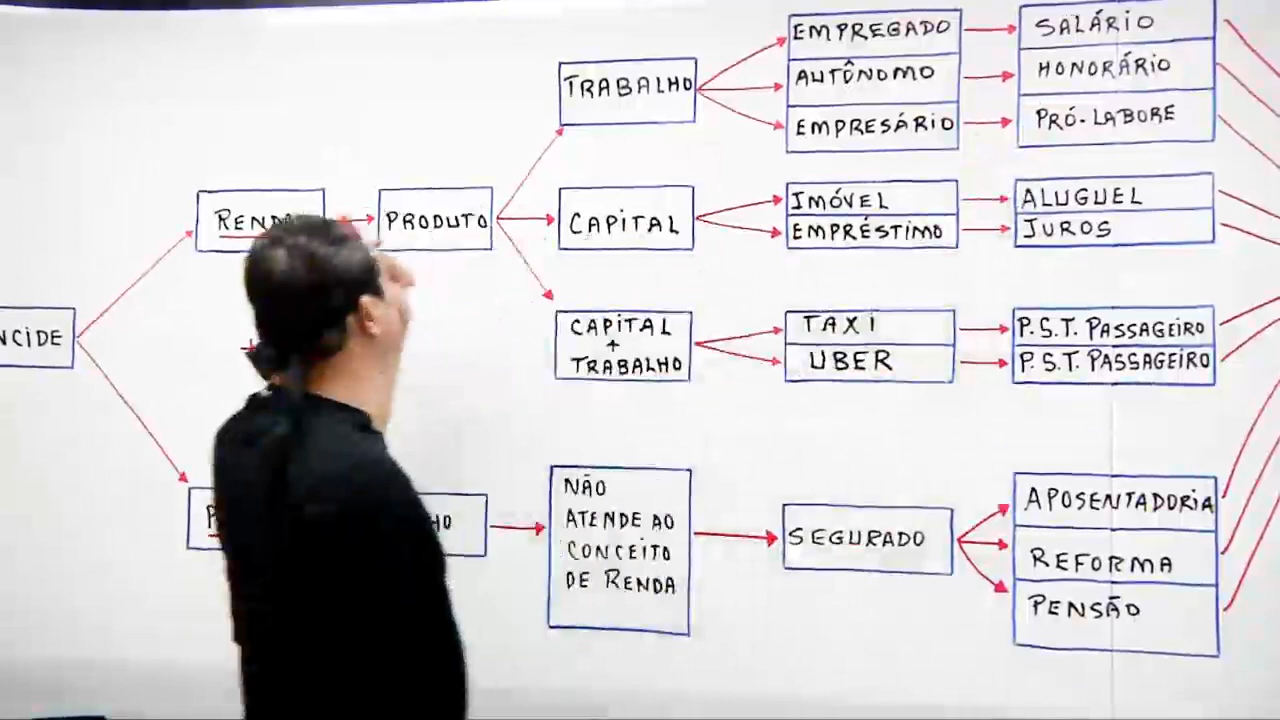 TRABALHO
EMPREGADO
AUTÔNOMO
EMPRESÁRIO
SALÁRIO
HONORÁRIO
PRÓ-LABORE
PRODUTO
CAPITAL
IMÓVEL
EMPRÉSTIMO
ALUGUEL
JUROS
CAPITAL
+
TRABALHO
TAXI
UBER
P.S.T. PASSAGEIRO
P.S.T. PASSAGEIRO
NÃO
ATENDE AO
CONCEITO
DE RENDA
SEGURADO
APOSENTADORIA
REFORMA
PENSÃO